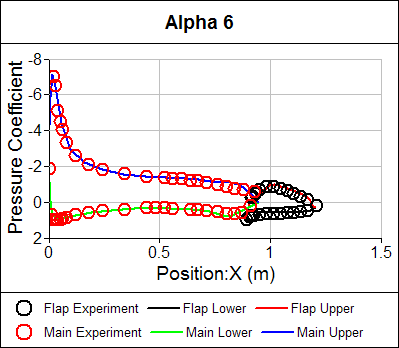 Alpha 6
-8
-6
-4
-2
0
2
Pressure Coefficient
0
0.5
1
1.5
Position:X (m)
Flap Experiment
Flap Lower
Flap Upper
Main Experiment
Main Lower
Main Upper